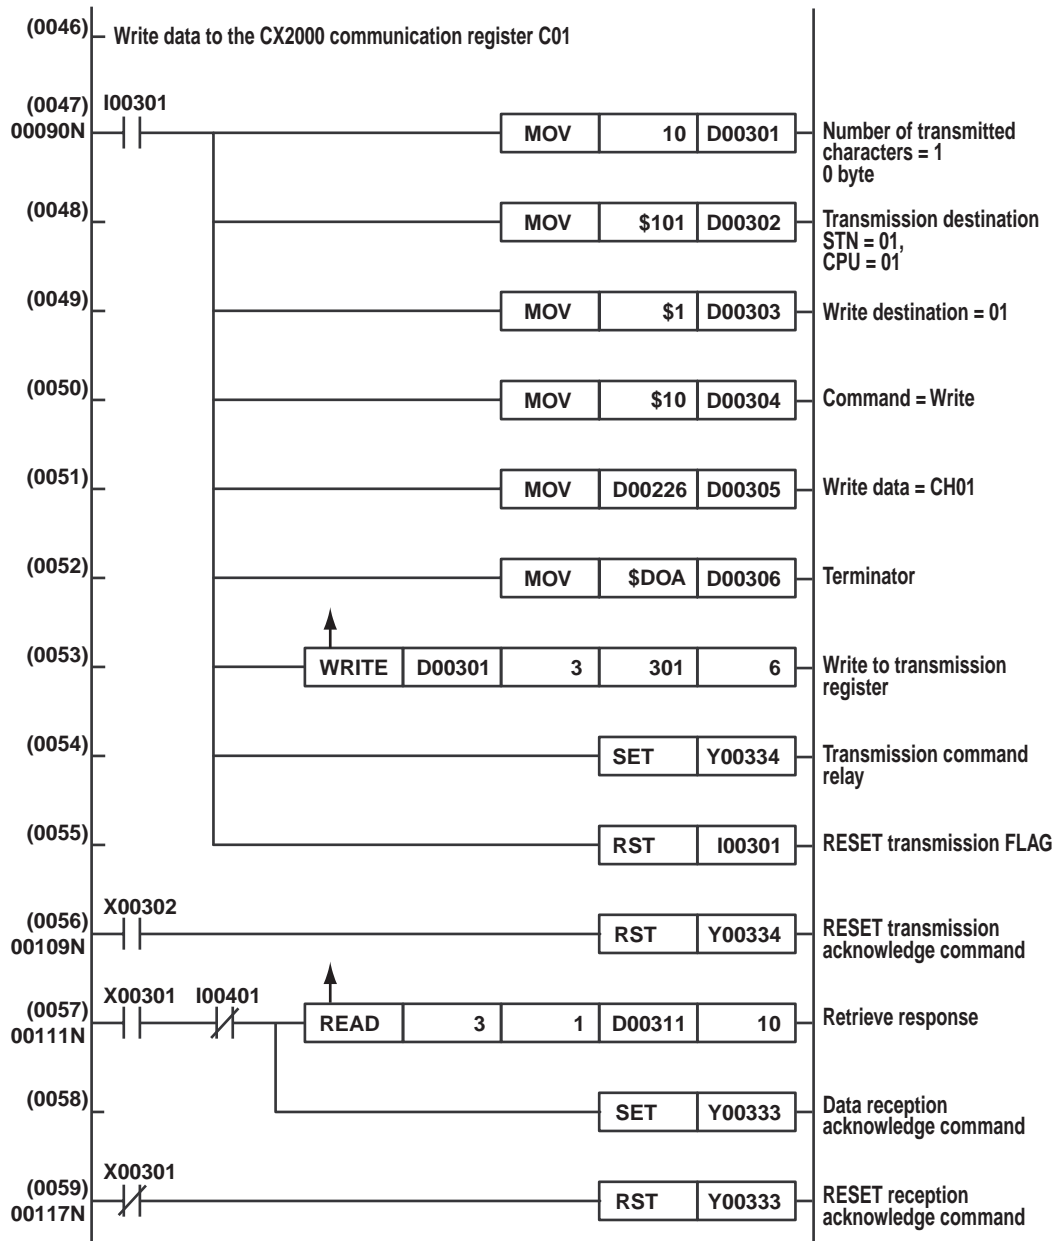 (0046)
Write data to the CX2000 communication register C01
(0047) I00301
00090N
MOV 10 D00301
Number of transmitted
characters = 1
0 byte
(0048)
MOV $101 D00302
Transmission destination
STN = 01,
CPU = 01
(0049)
MOV $1 D00303
Write destination = 01
(0050)
MOV $10 D00304
Command = Write
(0051)
MOV D00226 D00305
Write data = CH01
(0052)
MOV $DOA D00306
Terminator
(0053)
WRITE D00301 3 301 6
Write to transmission
register
(0054)
SET Y00334
Transmission command
relay
(0055)
RST I00301
RESET transmission FLAG
X00302
(0056)
00109N
RST Y00334
RESET transmission
acknowledge command
X00301 I00401
(0057)
00111N
READ 3 1 D00311 10
Retrieve response
(0058)
SET Y00333
Data reception
acknowledge command
X00301
(0059)
00117N
RST Y00333
RESET reception
acknowledge command